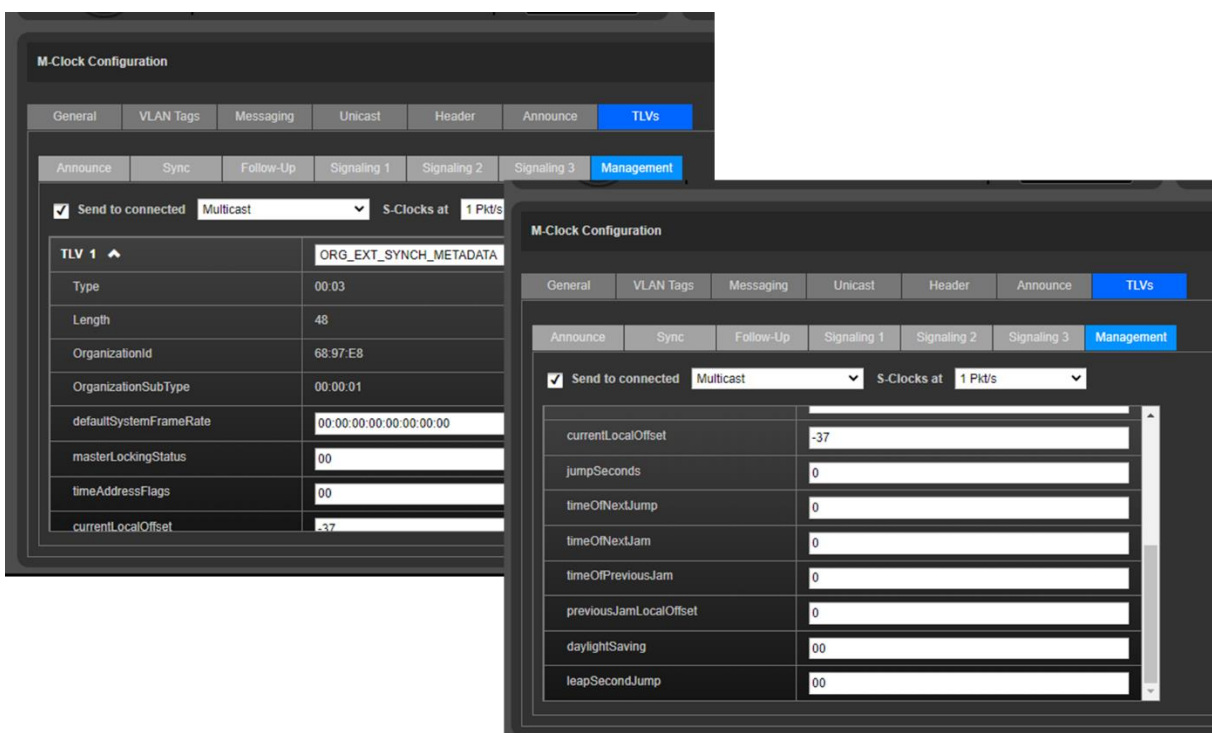 M-Clock Configuration
General VLAN Tags Messaging Unicast Header Announce TLVs
Announce Sync Follow-Up Signaling 1 Signaling 2 Signaling 3 Management
Send to connected Multicast S-Clocks at 1 Pkt/s
TLV 1 ORG_EXT_SYNCH_METADATA
Type 00:03
Length 48
OrganizationId 68:97:E8
OrganizationSubType 00:00:01
defaultSystemFrameRate 00:00:00:00:00:00:00:00
masterLockingStatus 00
timeAddressFlags 00
currentLocalOffset -37
M-Clock Configuration
General VLAN Tags Messaging Unicast Header Announce TLVs
Announce Sync Follow-Up Signaling 1 Signaling 2 Signaling 3 Management
Send to connected Multicast S-Clocks at 1 Pkt/s
currentLocalOffset -37
jumpSeconds 0
timeOfNextJump 0
timeOfNextJam 0
timeOfPreviousJam 0
previousJamLocalOffset 0
daylightSaving 00
leapSecondJump 00